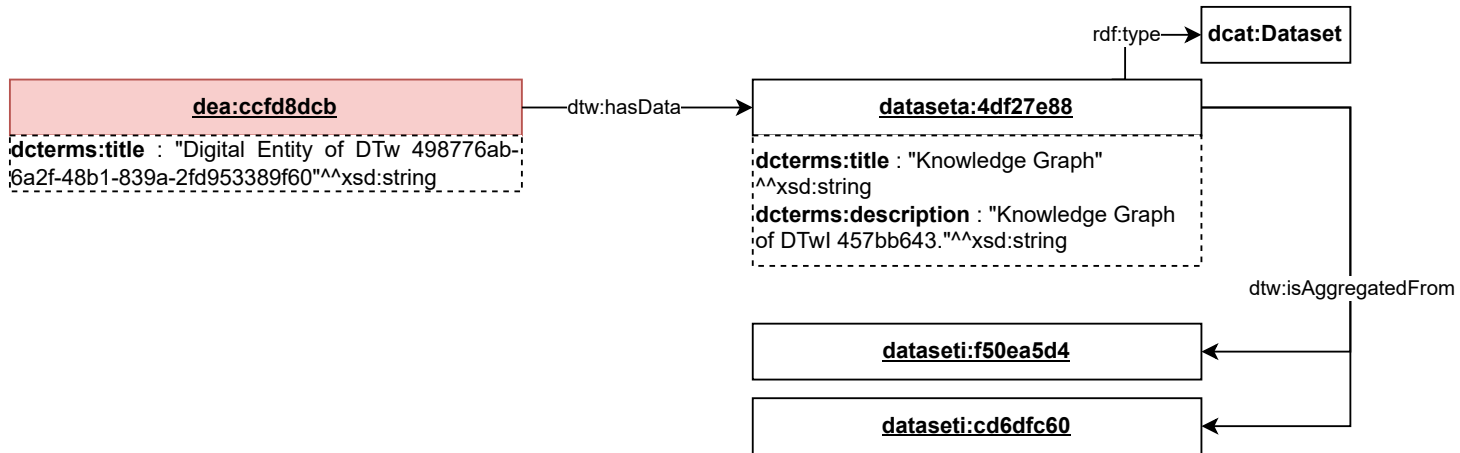 rdf:type
dcat:Dataset
dea:ccfd8dcb
dtw:hasData
dataseta:4df27e88
dcterms:title : "Digital Entity of DTw 498776ab-
6a2f-48b1-839a-2fd953389f60"^^xsd:string
dcterms:title : "Knowledge Graph"
^^xsd:string
dcterms:description : "Knowledge Graph
of DTwI 457bb643."^^xsd:string
dtw:isAggregatedFrom
dataseti:f50ea5d4
dataseti:cd6dfc60